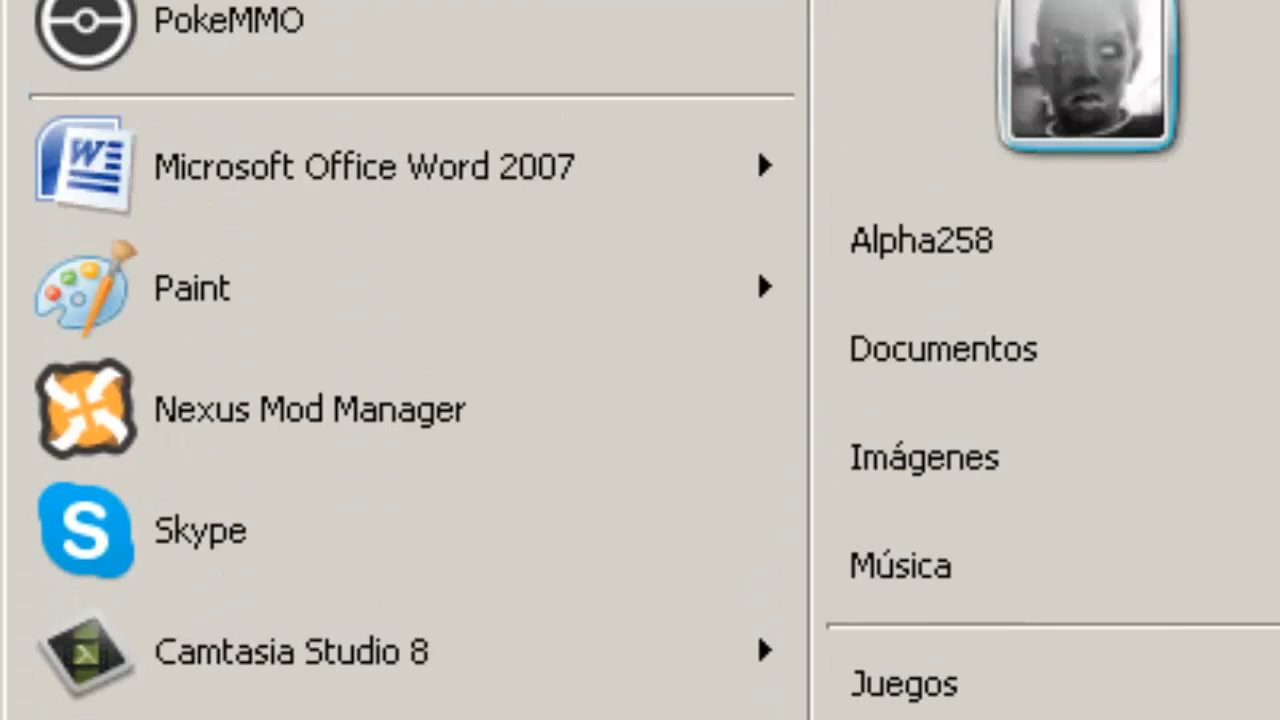 PokeMMO
Microsoft Office Word 2007
Paint
Nexus Mod Manager
Skype
Camtasia Studio 8
Alpha258
Documentos
Imágenes
Música
Juegos